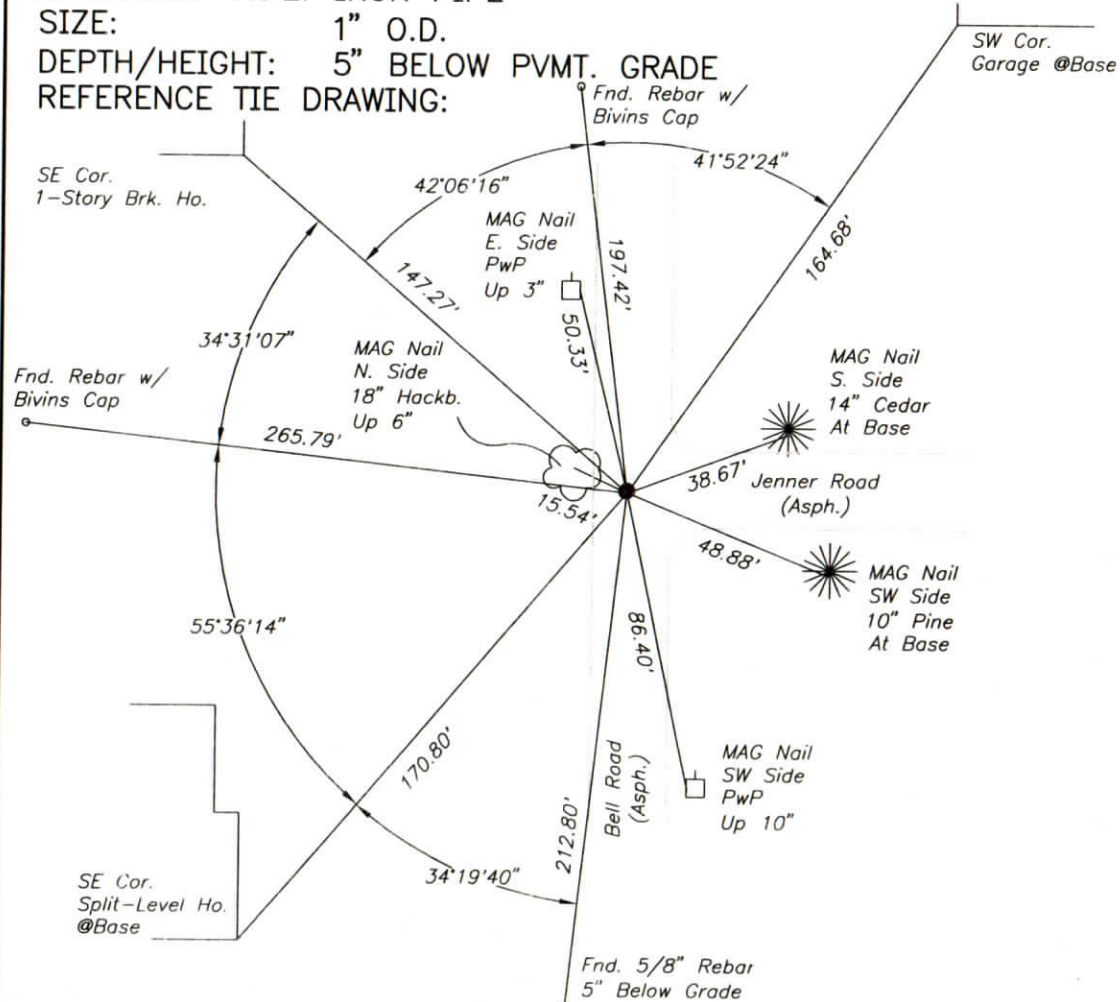 SIZE: 1" O.D.
DEPTH/HEIGHT: 5" BELOW PVMT. GRADE
REFERENCE TIE DRAWING:
SW Cor.
Garage @Base
Fnd. Rebar w/
Bivins Cap
SE Cor.
1-Story Brk. Ho.
42°06'16"
41°52'24"
MAG Nail
E. Side
PwP
Up 3"
197.42'
164.68'
147.27'
50.33'
34°31'07"
MAG Nail
N. Side
18" Hackb.
Up 6"
MAG Nail
S. Side
14" Cedar
At Base
Fnd. Rebar w/
Bivins Cap
265.79'
15.54'
38.67'
Jenner Road
(Asph.)
48.88'
MAG Nail
SW Side
10" Pine
At Base
55°36'14"
86.40'
170.80'
Bell Road
(Asph.)
MAG Nail
SW Side
PwP
Up 10"
212.80'
34°19'40"
SE Cor.
Split-Level Ho.
@Base
Fnd. 5/8" Rebar
5" Below Grade